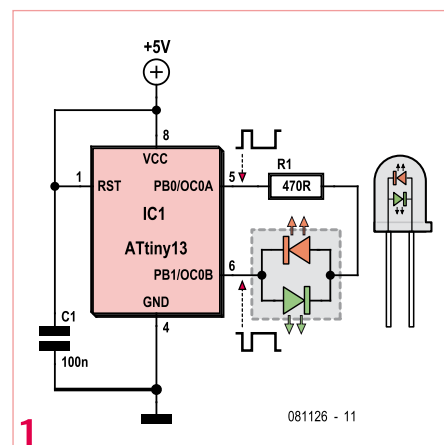 +5V
8
VCC
1
RST
PB0/OC0A
5
R1
470R
IC1
ATtiny13
PB1/OC0B
6
GND
4
C1
100n
081126 - 11
1